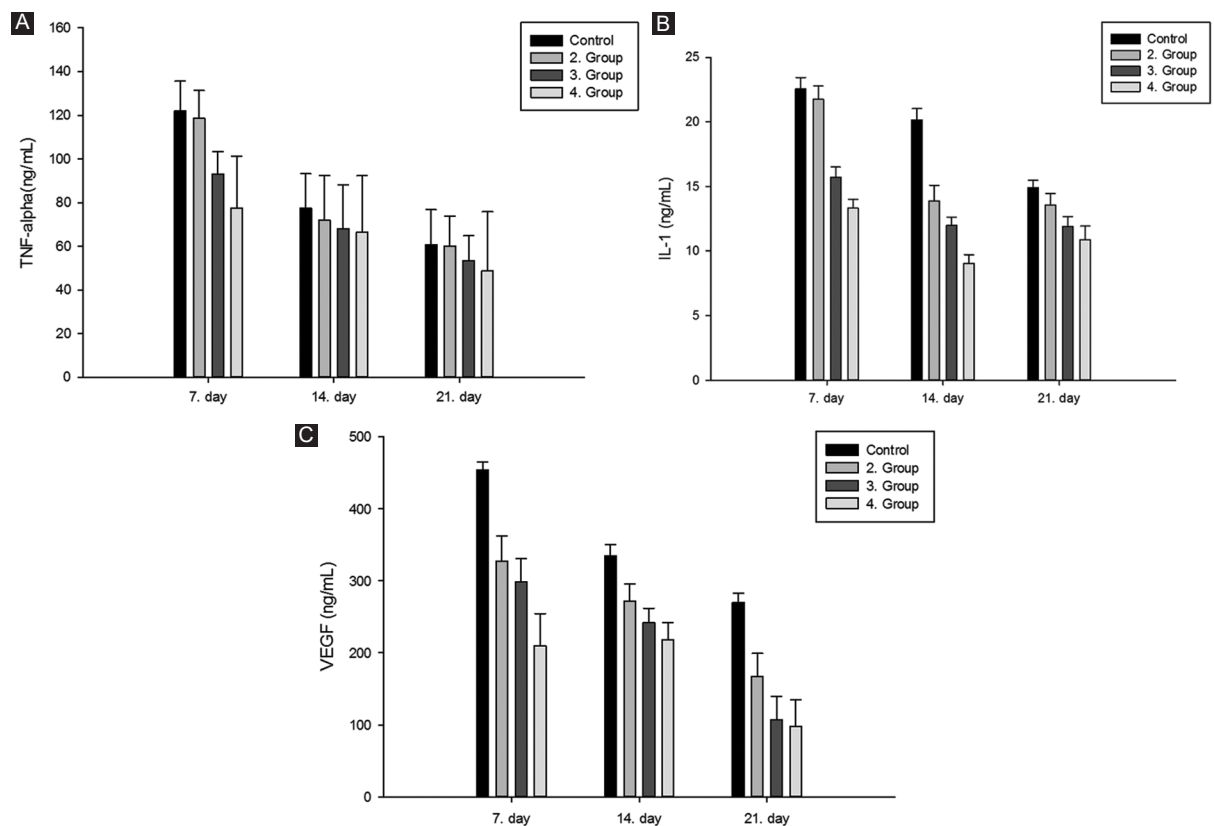 A
TNF-alpha(ng/mL)
160
140
120
100
80
60
40
20
0
7. day
14. day
21. day
Control
2. Group
3. Group
4. Group
B
IL-1 (ng/mL)
25
20
15
10
5
0
7. day
14. day
21. day
Control
2. Group
3. Group
4. Group
C
VEGF (ng/mL)
500
400
300
200
100
0
7. day
14. day
21. day
Control
2. Group
3. Group
4. Group